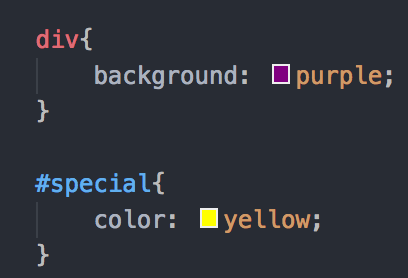 div{
    background: purple;
}

#special{
    color: yellow;
}